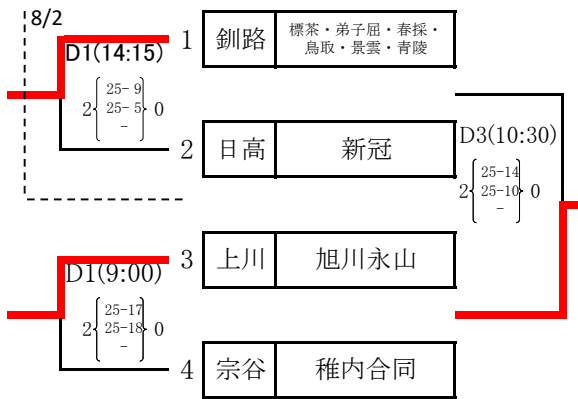 8/2
D1(14:15)
1 釧路 標茶・弟子屈・春採・
鳥取・景雲・青陵
25- 9
2 25- 5 0
-
2 日高 新冠
D3(10:30)
25-14
2 25-10 0
-
3 上川 旭川永山
D1(9:00)
25-17
2 25-18 0
-
4 宗谷 稚内合同